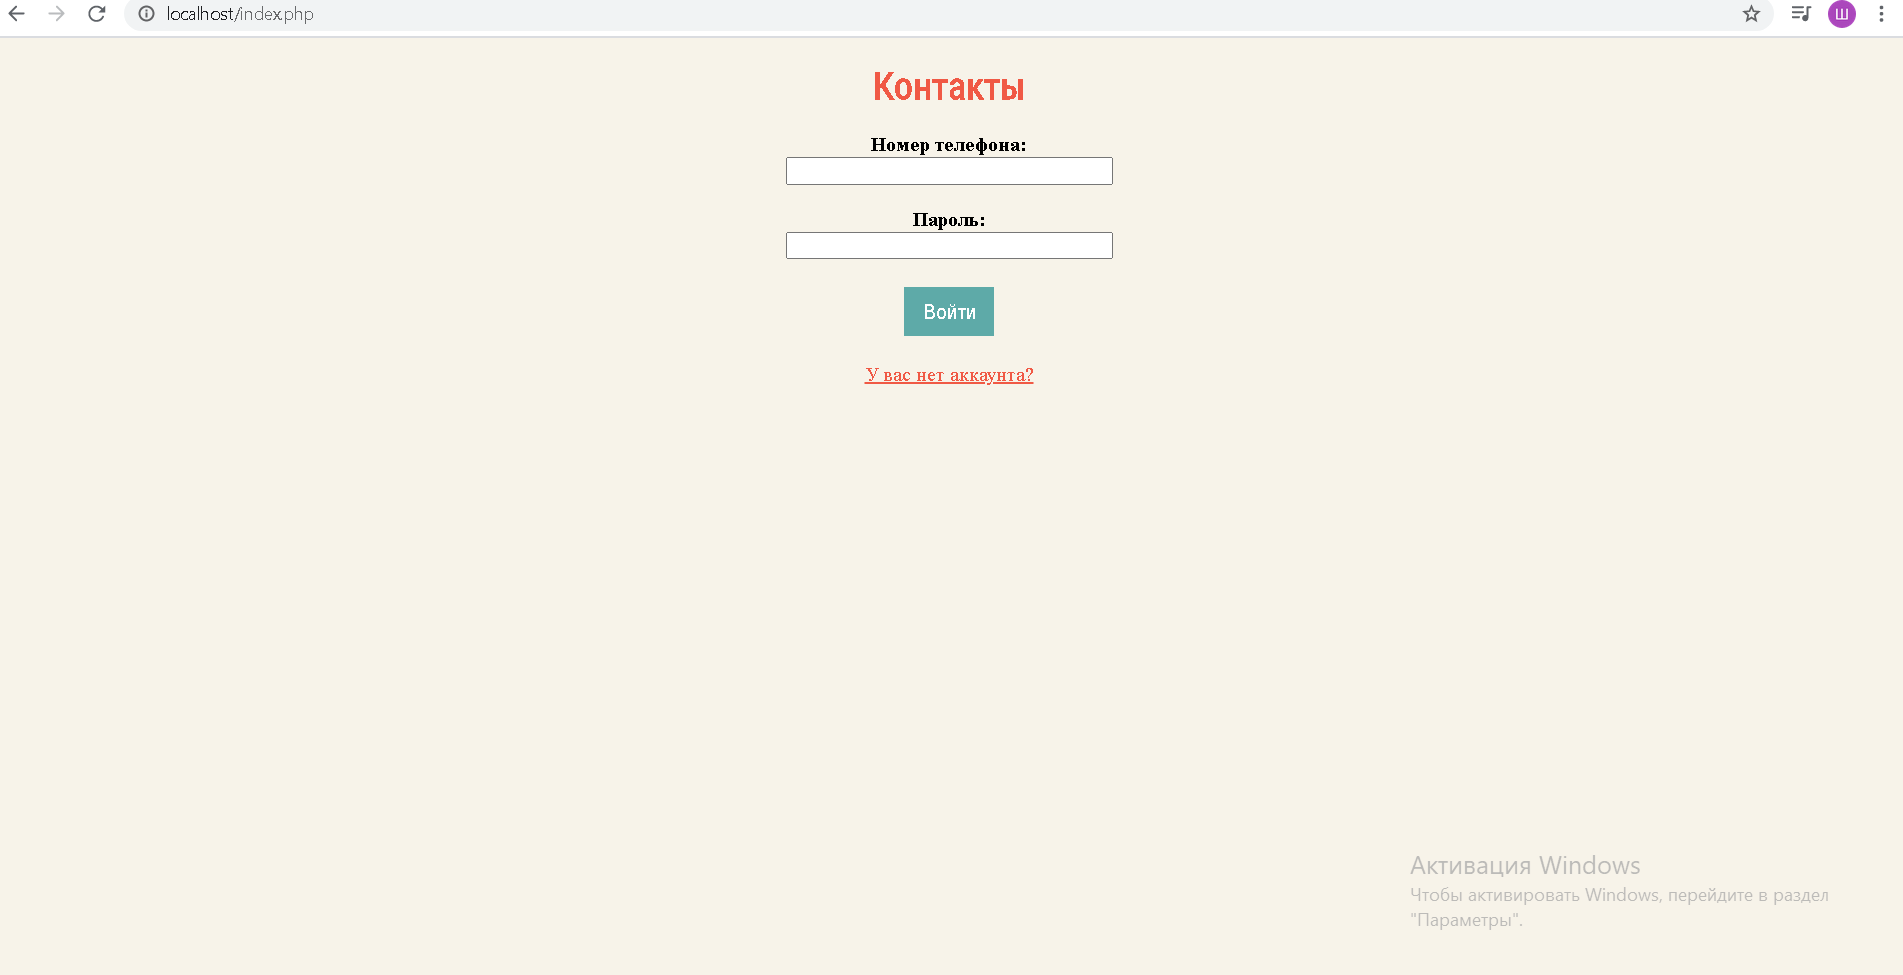 localhost/index.php
Ш
Контакты
Номер телефона:
Пароль:
Войти
У вас нет аккаунта?
Активация Windows
Чтобы активировать Windows, перейдите в раздел
"Параметры".